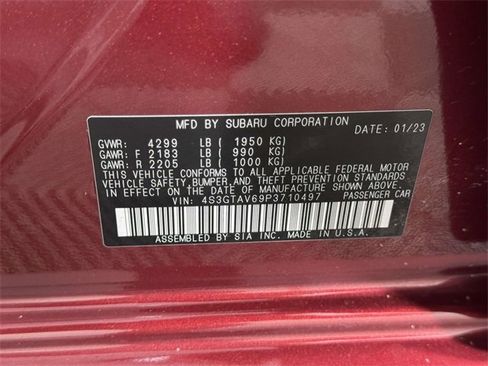 MFD BY SUBARU CORPORATION
DATE: 01/23
GVWR: 4299 LB ( 1950 KG)
GAWR: F 2183 LB ( 990 KG)
GAWR: R 2205 LB ( 1000 KG)
THIS VEHICLE CONFORMS TO ALL APPLICABLE FEDERAL MOTOR
VEHICLE SAFETY, BUMPER AND THEFT PREVENTION STANDARDS
IN EFFECT ON THE DATE OF MANUFACTURE SHOWN ABOVE.
VIN: 4S3GTAV69P3710497 PASSENGER CAR
ASSEMBLED BY SIA INC. MADE IN U.S.A.